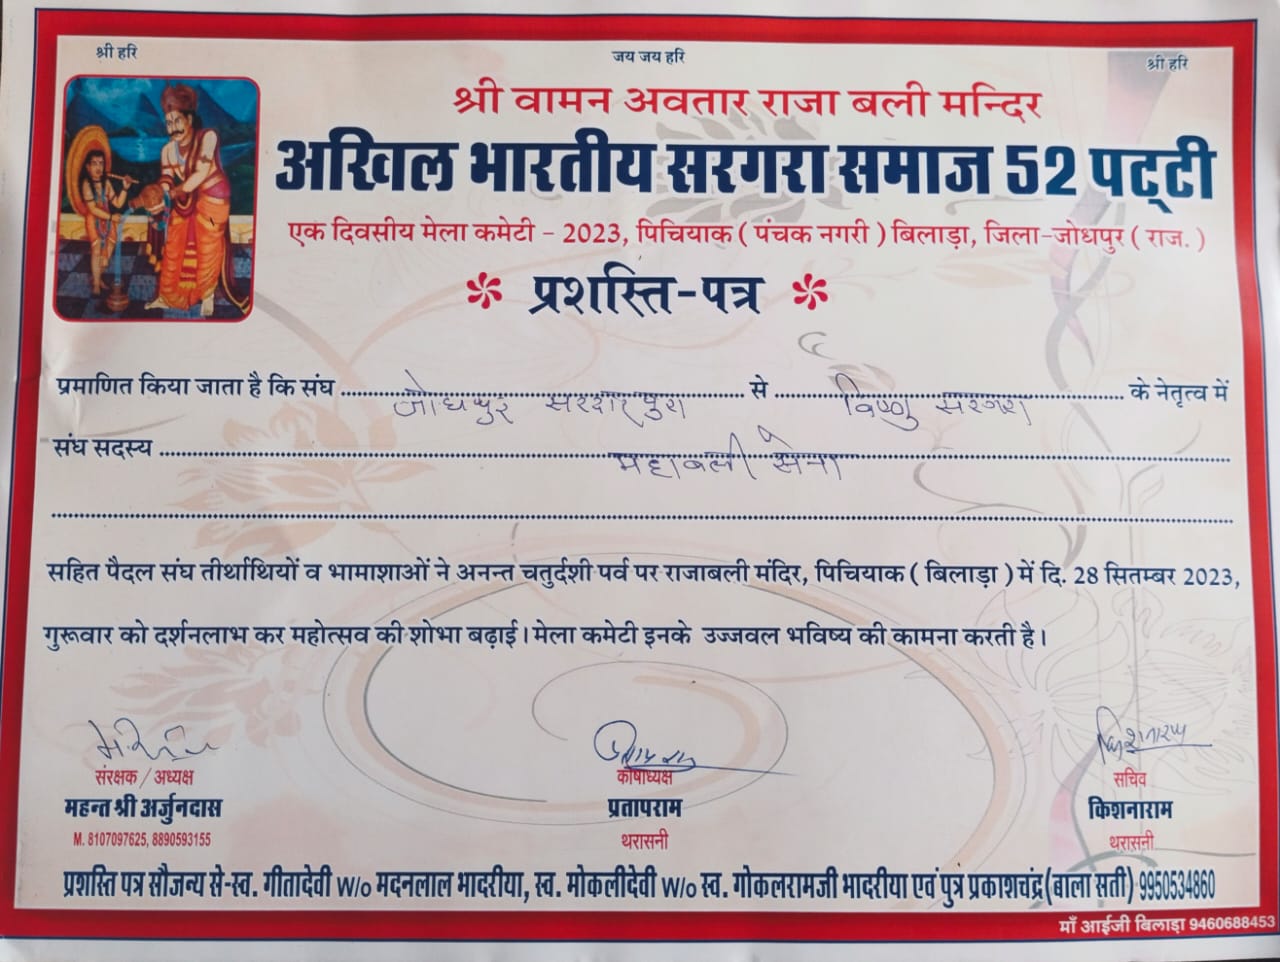 श्री हरि जय जय हरि श्री हरि
श्री वामन अवतार राजा बली मन्दिर
अखिल भारतीय सरगरा समाज 52 पट्टी
एक दिवसीय मेला कमेटी - 2023, पिचियाक ( पंचक नगरी ) बिलाड़ा, जिला-जोधपुर ( राज. )
प्रशस्ति-पत्र
प्रमाणित किया जाता है कि संघ जोधपुर सरदारपुरा से विष्णु सरगरा के नेतृत्व में
संघ सदस्य महाबली सेना
सहित पैदल संघ तीर्थाथियों व भामाशाओं ने अनन्त चतुर्दशी पर्व पर राजाबली मंदिर, पिचियाक ( बिलाड़ा ) में दि. 28 सितम्बर 2023,
गुरूवार को दर्शनलाभ कर महोत्सव की शोभा बढ़ाई। मेला कमेटी इनके उज्जवल भविष्य की कामना करती है।
किशनाराम
संरक्षक / अध्यक्ष कोषाध्यक्ष सचिव
महन्त श्री अर्जुनदास प्रतापराम किशनाराम
M. 8107097625, 8890593155 थरासनी थरासनी
प्रशस्ति पत्र सौजन्य से-स्व. गीतादेवी W/o मदनलाल भादरीया, स्व. मोकलीदेवी W/o स्व. गोकलरामजी भादरीया एवं पुत्र प्रकाशचंद्र (बाला सती) 9950534860
माँ आईजी बिलाड़ा 9460688453